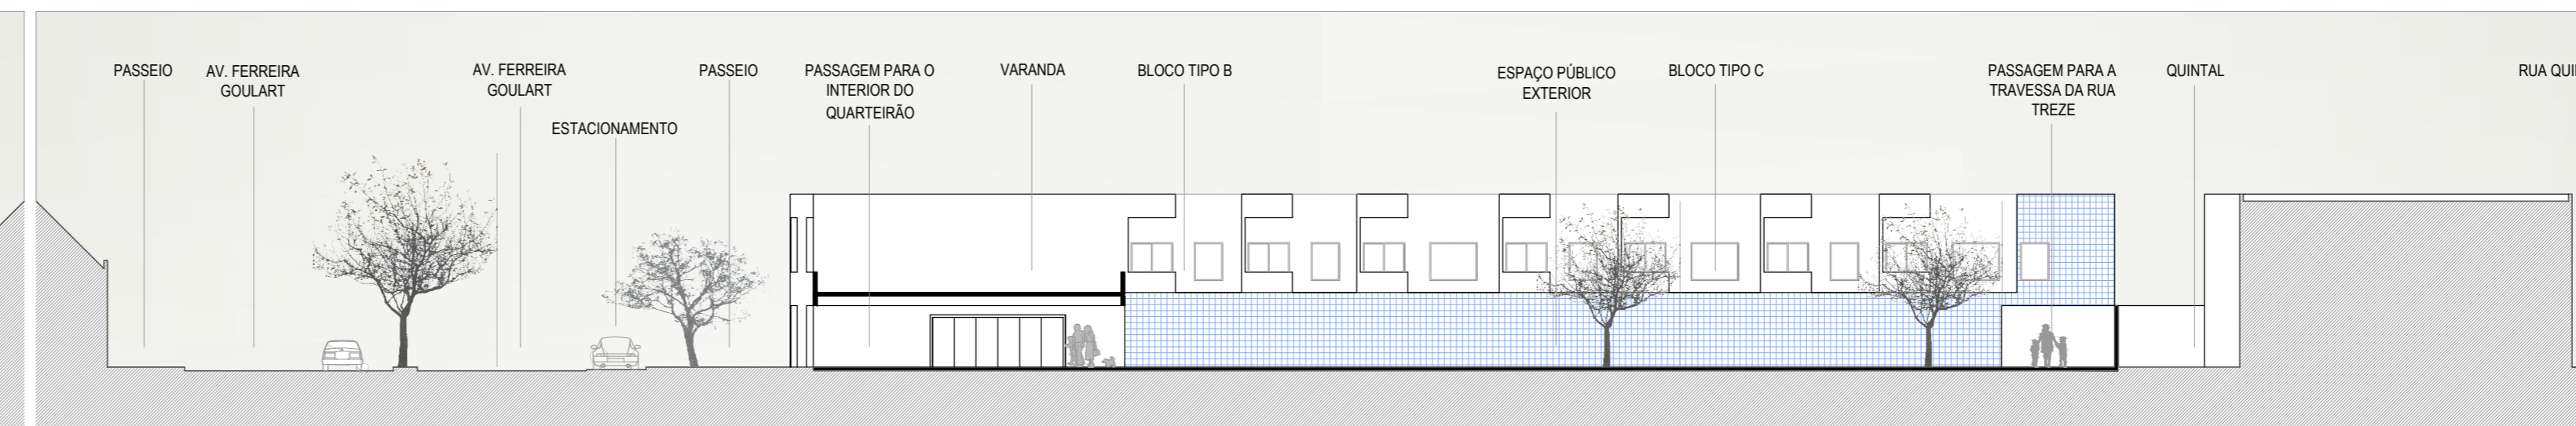 PASSEIO
AV. FERREIRA
GOULART
AV. FERREIRA
GOULART
ESTACIONAMENTO
PASSEIO
PASSAGEM PARA O
INTERIOR DO
QUARTEIRÃO
VARANDA
BLOCO TIPO B
ESPAÇO PÚBLICO
EXTERIOR
BLOCO TIPO C
PASSAGEM PARA A
TRAVESSA DA RUA
TREZE
QUINTAL
RUA